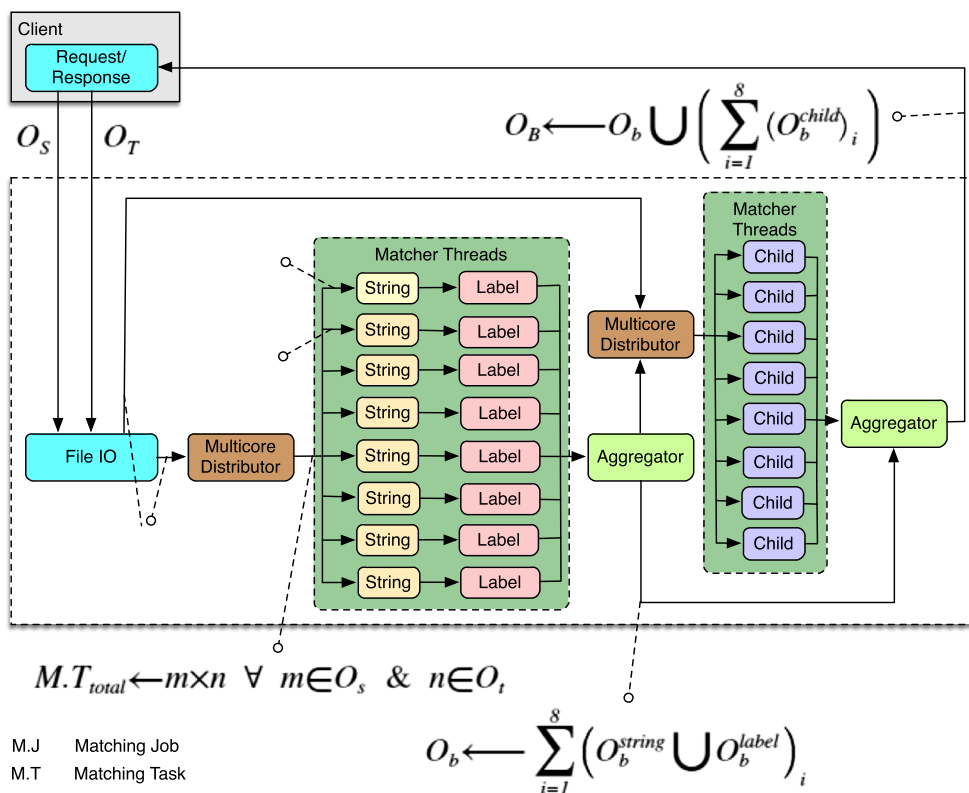 Client
Request/
Response
O_S
O_T
O_B ⟵ O_b ⋃ ( ∑_{i=1}^{8} ⟨O_b^{child}⟩_i )
Matcher Threads
String
Label
String
Label
String
Label
String
Label
String
Label
String
Label
String
Label
String
Label
File IO
Multicore
Distributor
Aggregator
Multicore
Distributor
Matcher
Threads
Child
Child
Child
Child
Child
Child
Child
Child
Aggregator
M.T_{total} ← m×n ∀ m∈O_s & n∈O_t
O_b ⟵ ∑_{i=1}^{8} ( O_b^{string} ⋃ O_b^{label} )_i
M.J Matching Job
M.T Matching Task